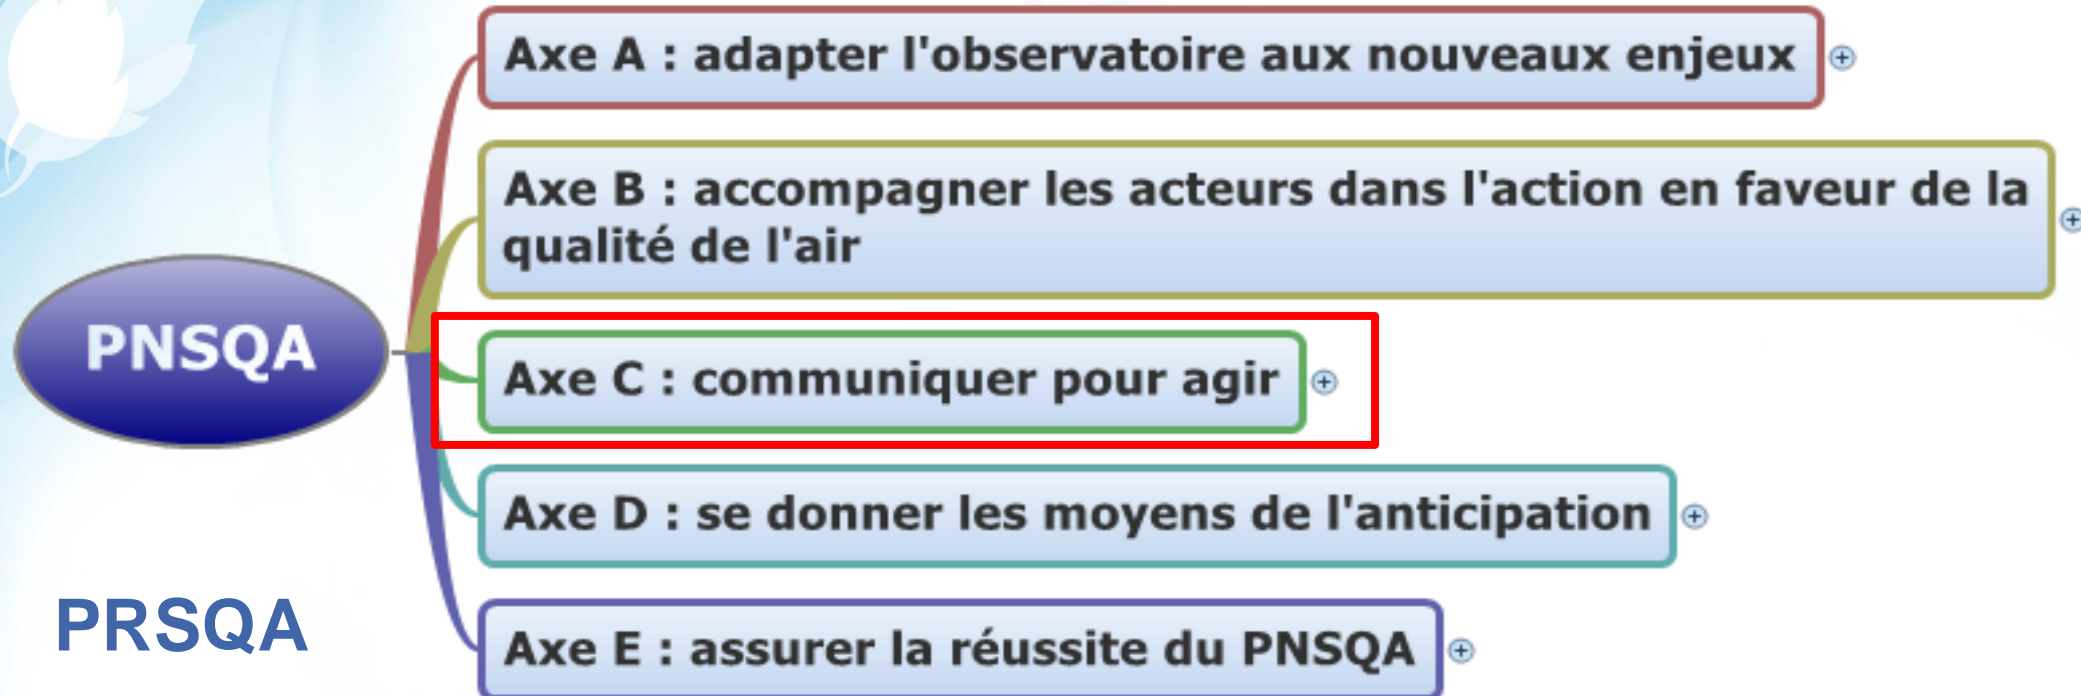 Axe A : adapter l'observatoire aux nouveaux enjeux
Axe B : accompagner les acteurs dans l'action en faveur de la
qualité de l'air
PNSQA
Axe C : communiquer pour agir
Axe D : se donner les moyens de l'anticipation
PRSQA
Axe E : assurer la réussite du PNSQA